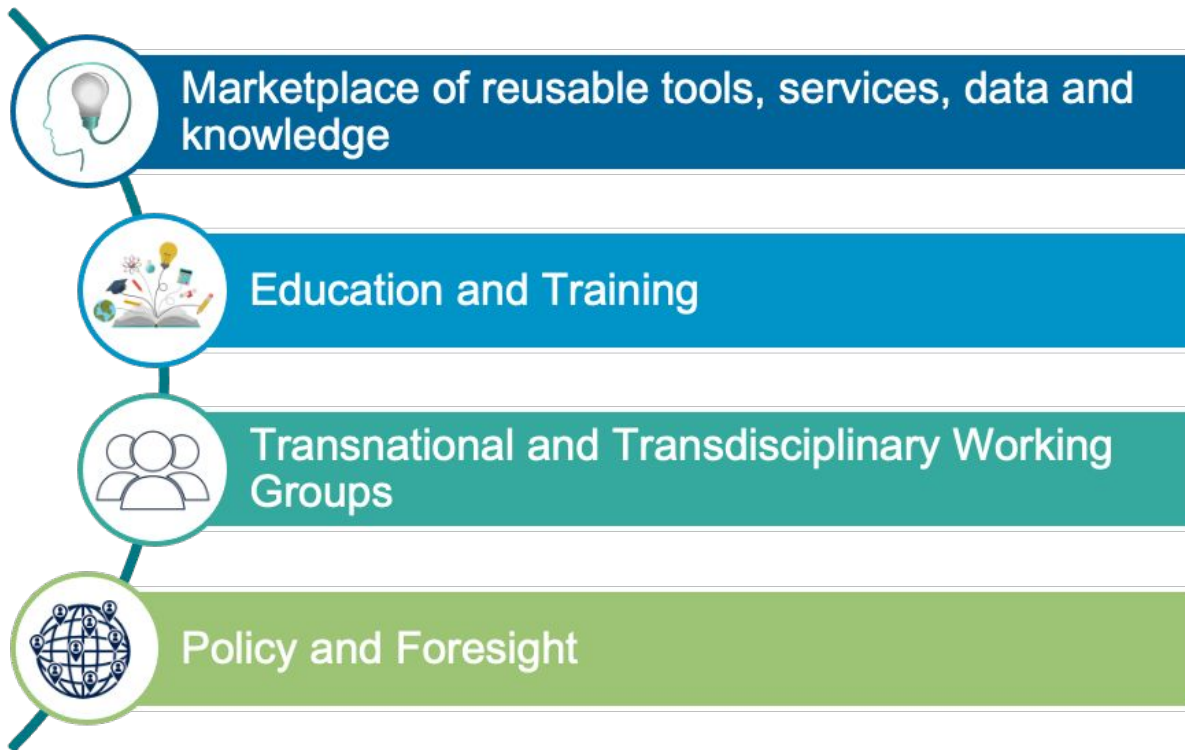 Marketplace of reusable tools, services, data and
knowledge
Education and Training
Transnational and Transdisciplinary Working
Groups
Policy and Foresight